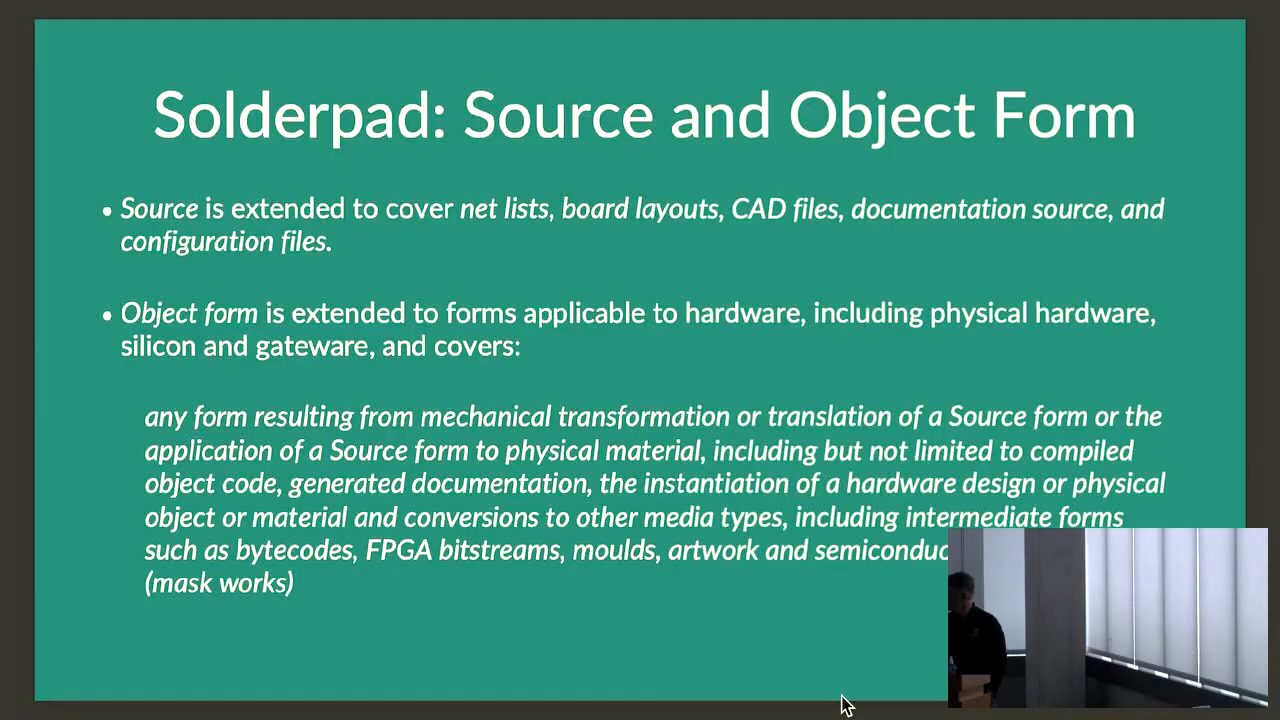 Solderpad: Source and Object Form
• Source is extended to cover net lists, board layouts, CAD files, documentation source, and
configuration files.
• Object form is extended to forms applicable to hardware, including physical hardware,
silicon and gateware, and covers:
any form resulting from mechanical transformation or translation of a Source form or the
application of a Source form to physical material, including but not limited to compiled
object code, generated documentation, the instantiation of a hardware design or physical
object or material and conversions to other media types, including intermediate forms
such as bytecodes, FPGA bitstreams, moulds, artwork and
(mask works)